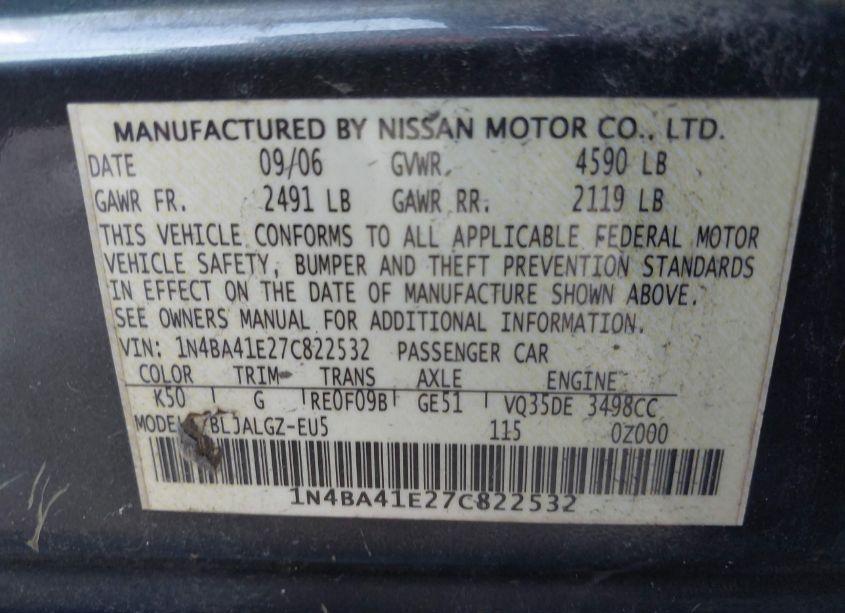 MANUFACTURED BY NISSAN MOTOR CO., LTD.
DATE 09/06 GVWR. 4590 LB
GAWR FR. 2491 LB GAWR RR. 2119 LB
THIS VEHICLE CONFORMS TO ALL APPLICABLE FEDERAL MOTOR
VEHICLE SAFETY, BUMPER AND THEFT PREVENTION STANDARDS
IN EFFECT ON THE DATE OF MANUFACTURE SHOWN ABOVE.
SEE OWNERS MANUAL FOR ADDITIONAL INFORMATION.
VIN: 1N4BA41E27C822532 PASSENGER CAR
COLOR TRIM TRANS AXLE ENGINE
K50 G RE0F09B GE51 VQ35DE 3498CC
MODEL BLJALGZ-EU5 115 0Z000
1N4BA41E27C822532